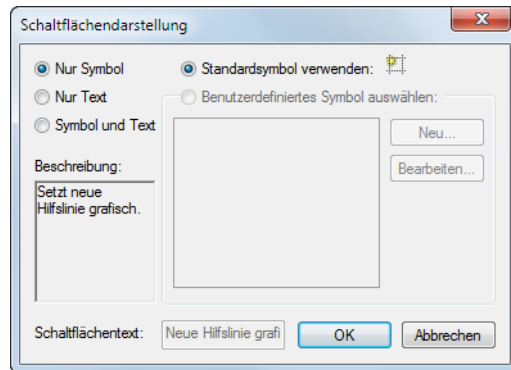 Schaltflächendarstellung
Nur Symbol
Standardsymbol verwenden:
Nur Text
Benutzerdefiniertes Symbol auswählen:
Symbol und Text
Neu...
Beschreibung:
Bearbeiten...
Setzt neue
Hilfslinie grafisch.
Schaltflächentext:
Neue Hilfslinie grafi
OK
Abbrechen